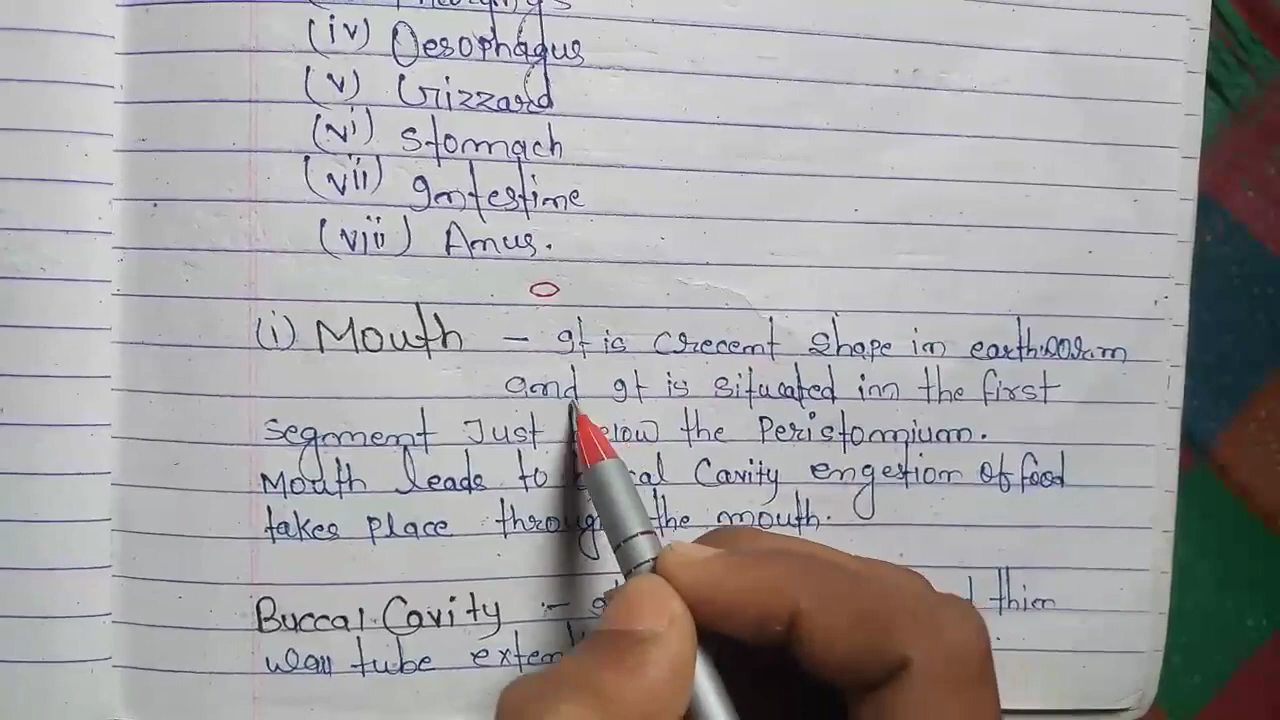 (iv) Oesophagus
(v) Gizzard
(vi) Stomach
(vii) Intestine
(viii) Anus.
(i) Mouth - It is crecent shape in earthworm
and It is situated inn the first
segment Just below the Peristomium.
Mouth leads to Cavity engestion of food
takes place through the mouth.
Buccal Cavity :- thin
wall tube